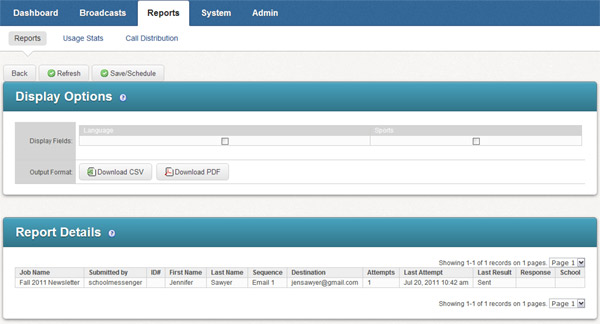 Dashboard Broadcasts Reports System Admin
Reports Usage Stats Call Distribution
Back Refresh Save/Schedule
Display Options ?
Language Sports
Display Fields:
Output Format: Download CSV Download PDF
Report Details ?
Showing 1-1 of 1 records on 1 pages. Page 1
Job Name Submitted by ID# First Name Last Name Sequence Destination Attempts Last Attempt Last Result Response School
Fall 2011 Newsletter schoolmessenger Jennifer Sawyer Email 1 jensawyer@gmail.com 1 Jul 20, 2011 10:42 am Sent
Showing 1-1 of 1 records on 1 pages. Page 1